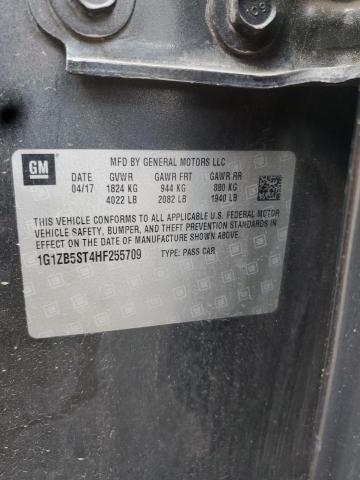 60
GM
MFD BY GENERAL MOTORS LLC
DATE GVWR GAWR FRT GAWR RR
04/17 1824 KG 944 KG 880 KG
4022 LB 2082 LB 1940 LB
THIS VEHICLE CONFORMS TO ALL APPLICABLE U.S. FEDERAL MOTOR
VEHICLE SAFETY, BUMPER, AND THEFT PREVENTION STANDARDS
IN EFFECT ON THE DATE OF MANUFACTURE SHOWN ABOVE.
1G1ZB5ST4HF255709 TYPE: PASS CAR